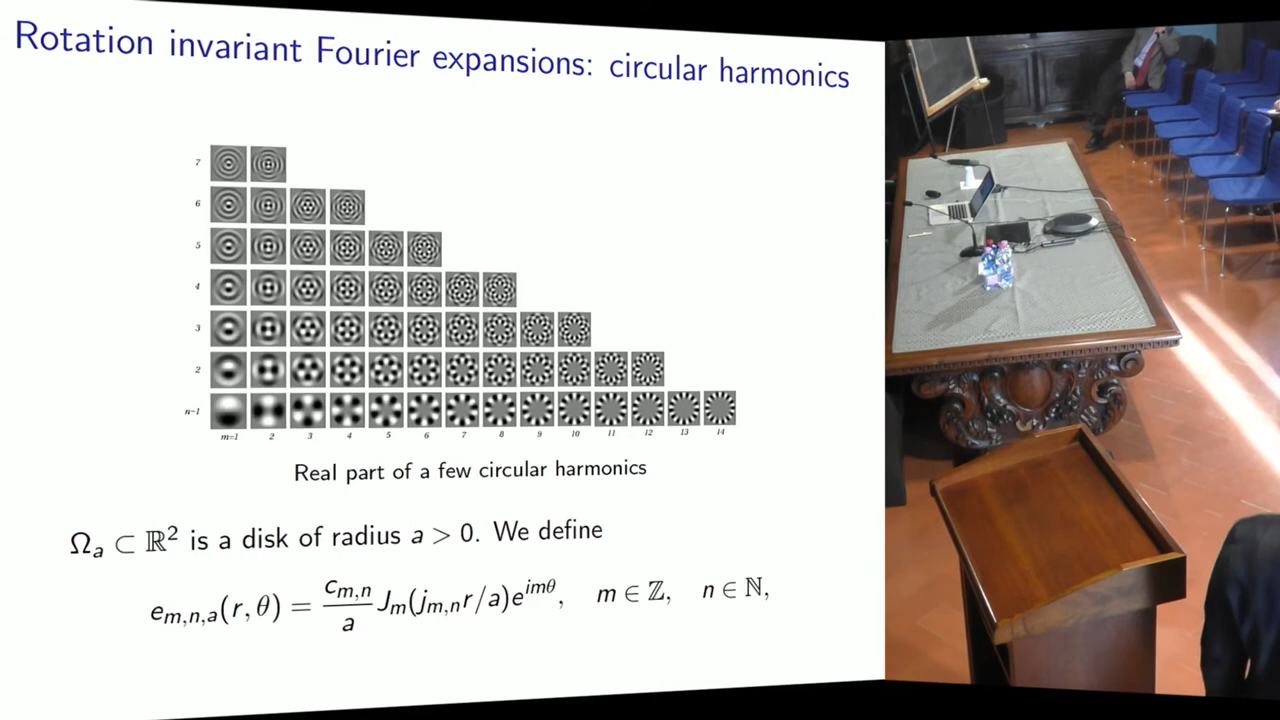 Rotation invariant Fourier expansions: circular harmonics
7
6
5
4
3
2
n=1
m=1 2 3 4 5 6 7 8 9 10 11 12 13 14
Real part of a few circular harmonics
Ωₐ ⊂ ℝ² is a disk of radius a > 0. We define
e_{m,n,a}(r, θ) = \frac{c_{m,n}}{a} J_m(j_{m,n}r/a)e^{imθ}, m ∈ ℤ, n ∈ ℕ,